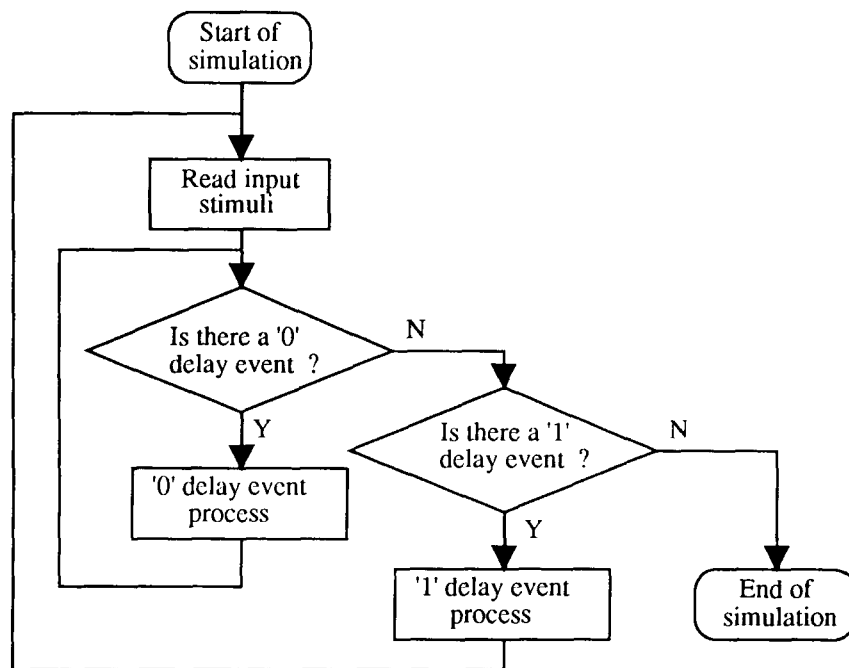 Start of
simulation
Read input
stimuli
Is there a '0'
delay event ?
N
Y
'0' delay event
process
Is there a '1'
delay event ?
N
Y
'1' delay event
process
End of
simulation